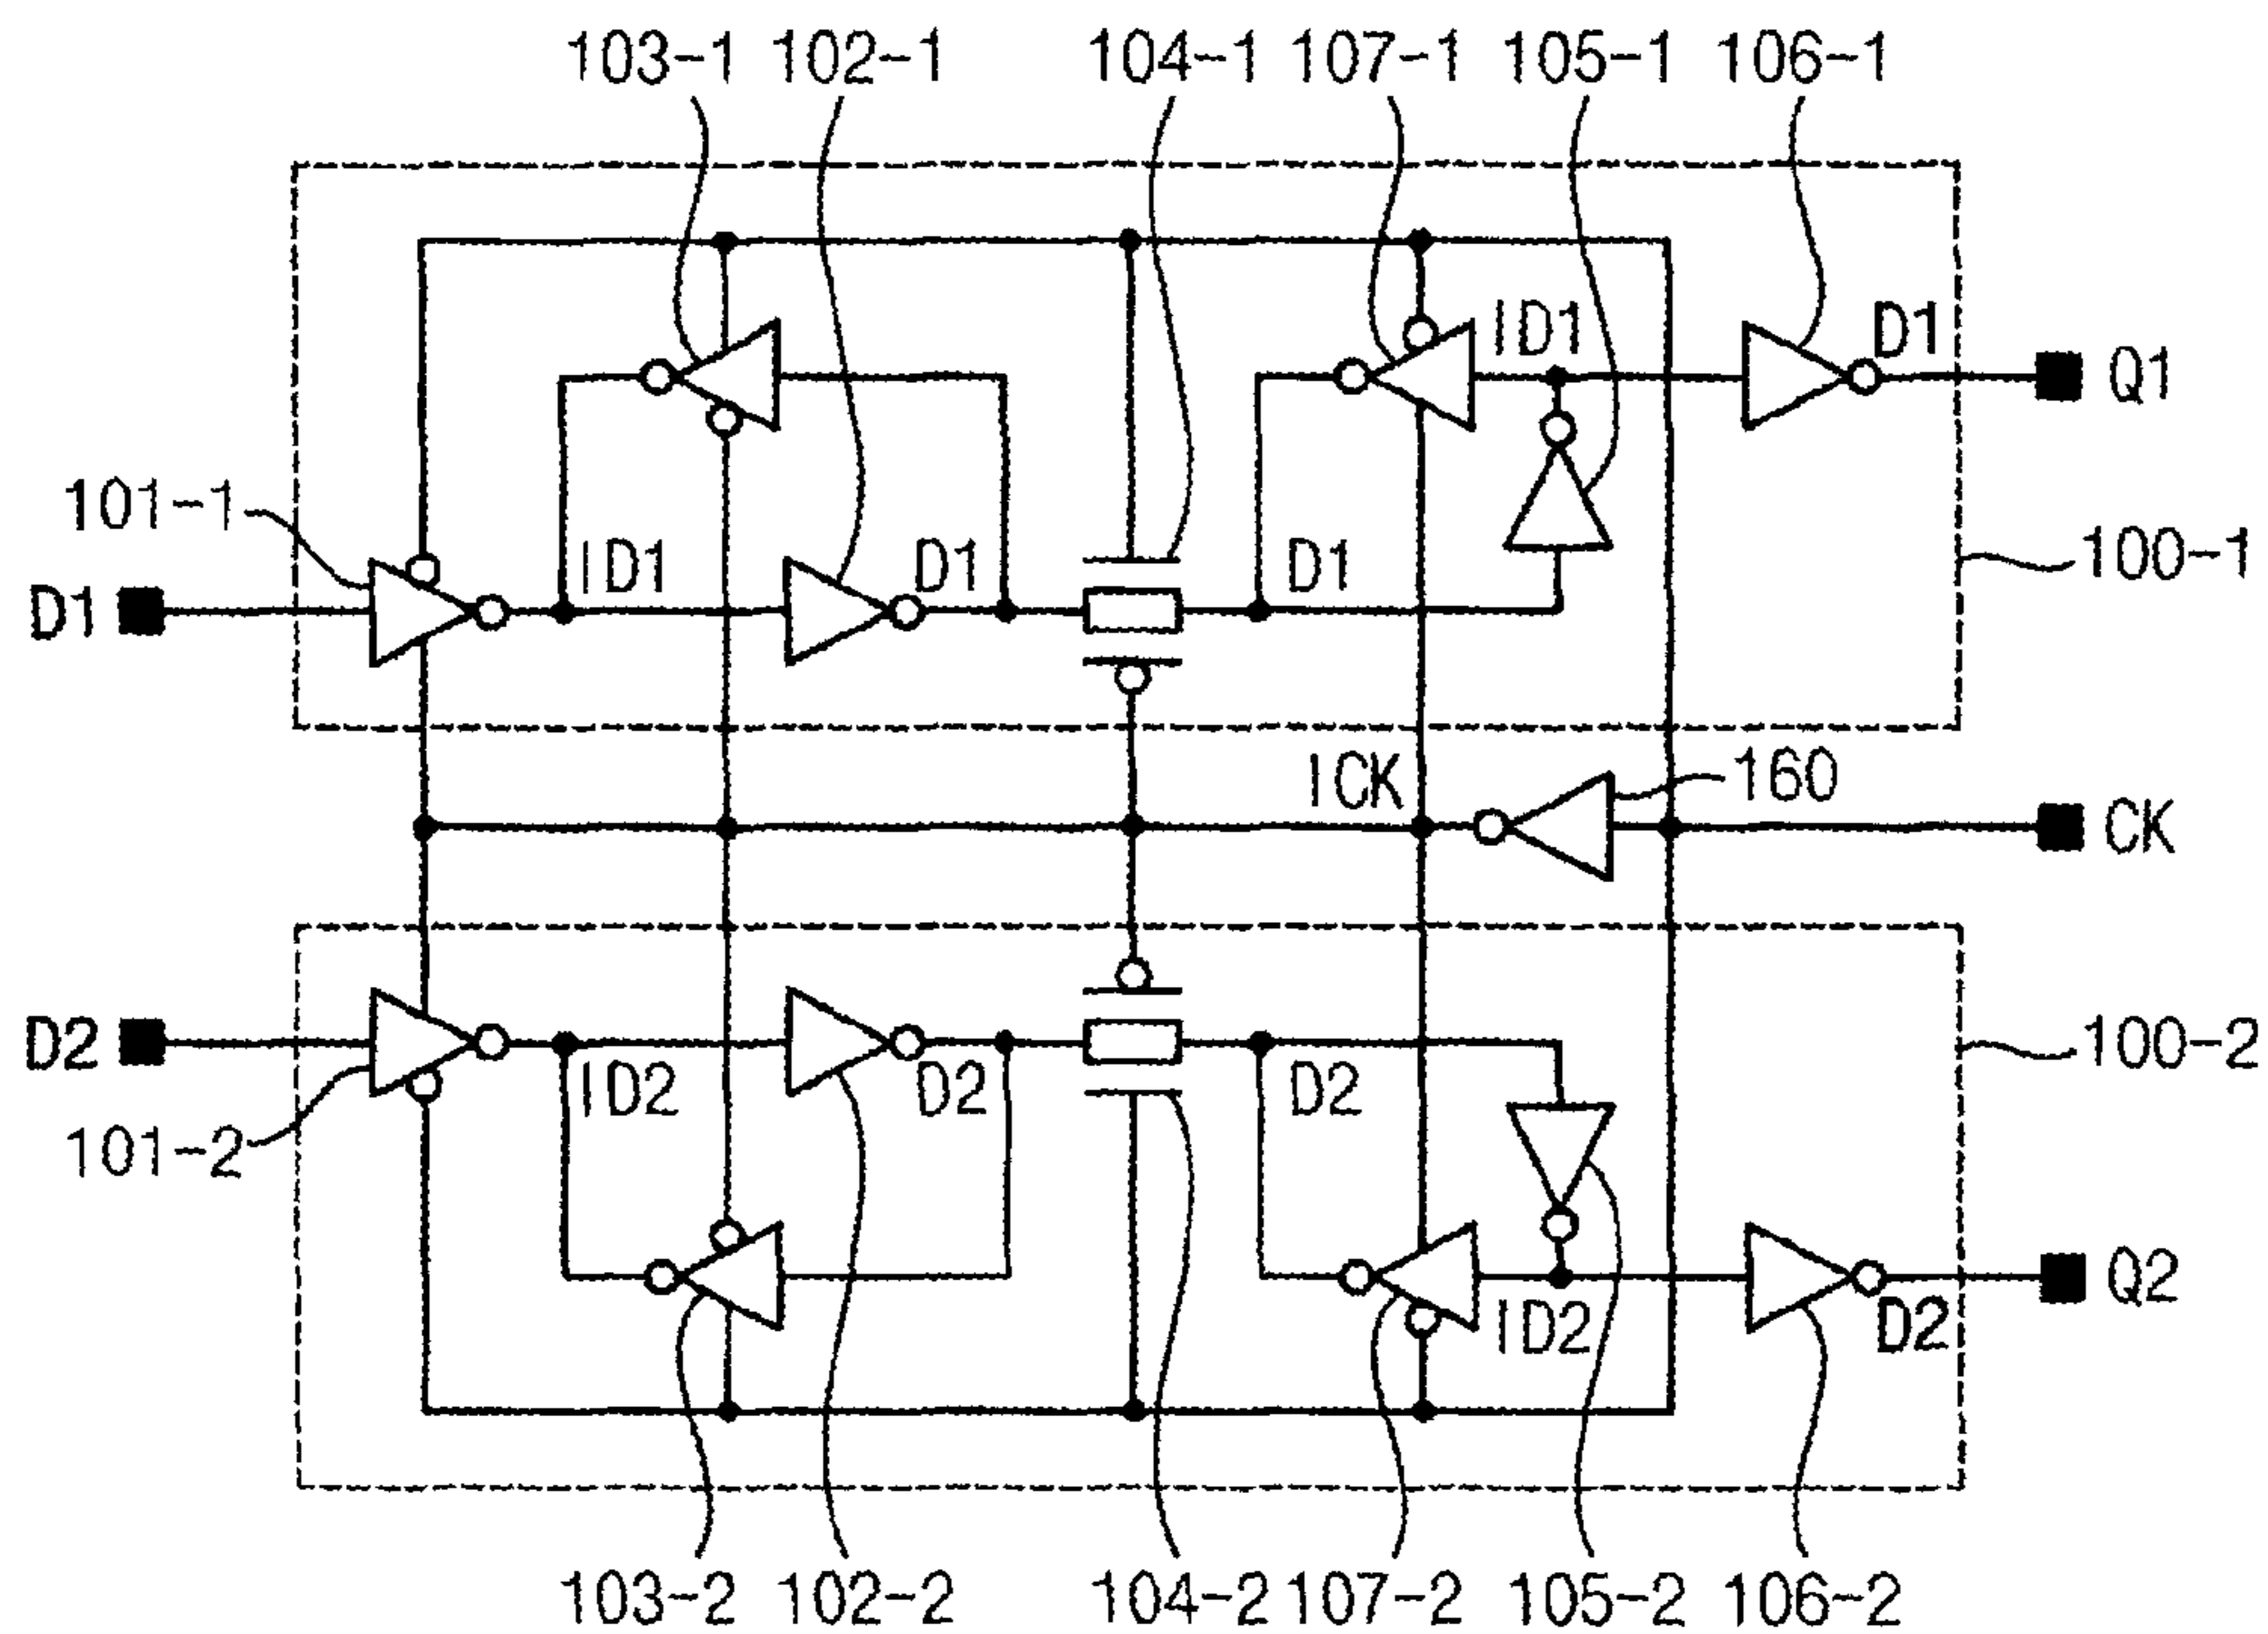 103-1 102-1 104-1 107-1 105-1 106-1
ID1 D1 Q1
101-1
D1 ID1 D1 D1 100-1
ICK 160 CK
D2 ID2 D2 D2 100-2
101-2
ID2 D2 Q2
103-2 102-2 104-2 107-2 105-2 106-2